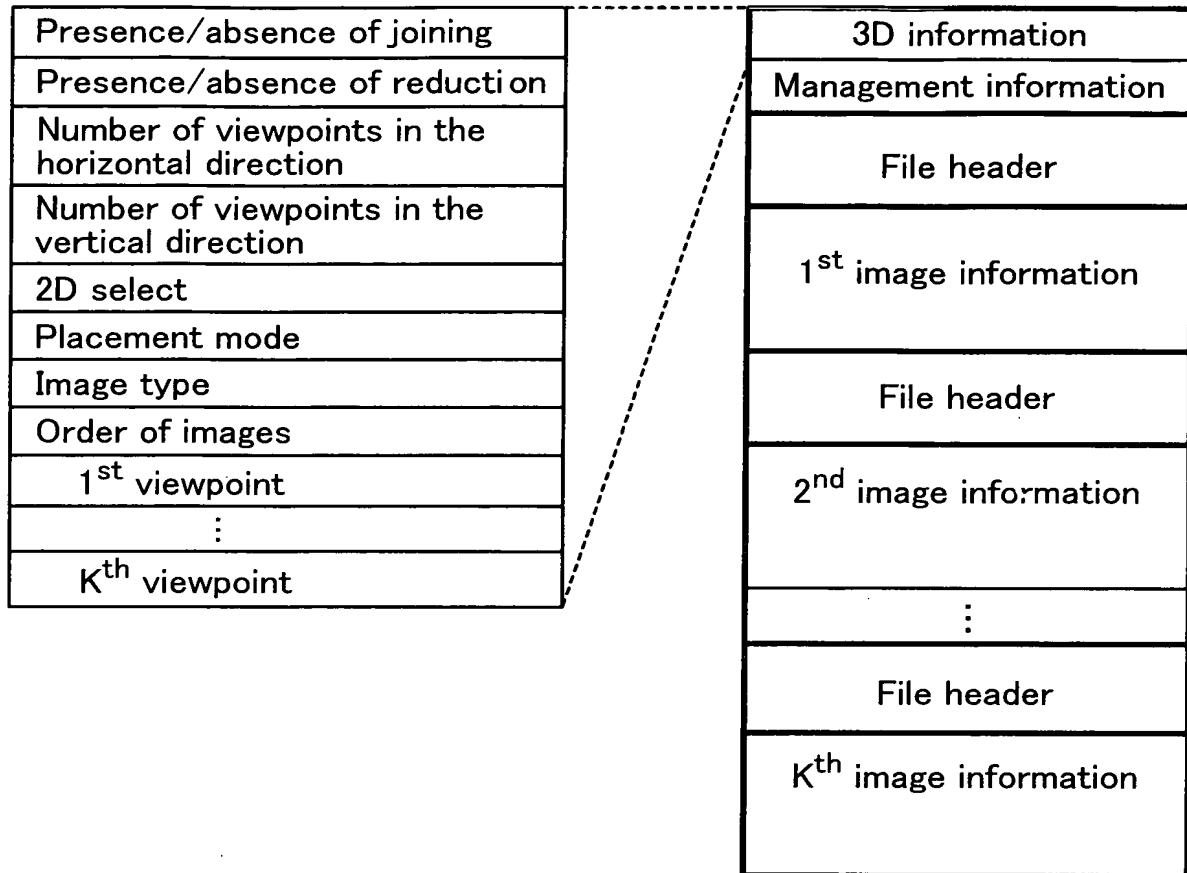 Presence/absence of joining
Presence/absence of reduction
Number of viewpoints in the
horizontal direction
Number of viewpoints in the
vertical direction
2D select
Placement mode
Image type
Order of images
1st viewpoint
⋮
Kth viewpoint
3D information
Management information
File header
1st image information
File header
2nd image information
⋮
File header
Kth image information